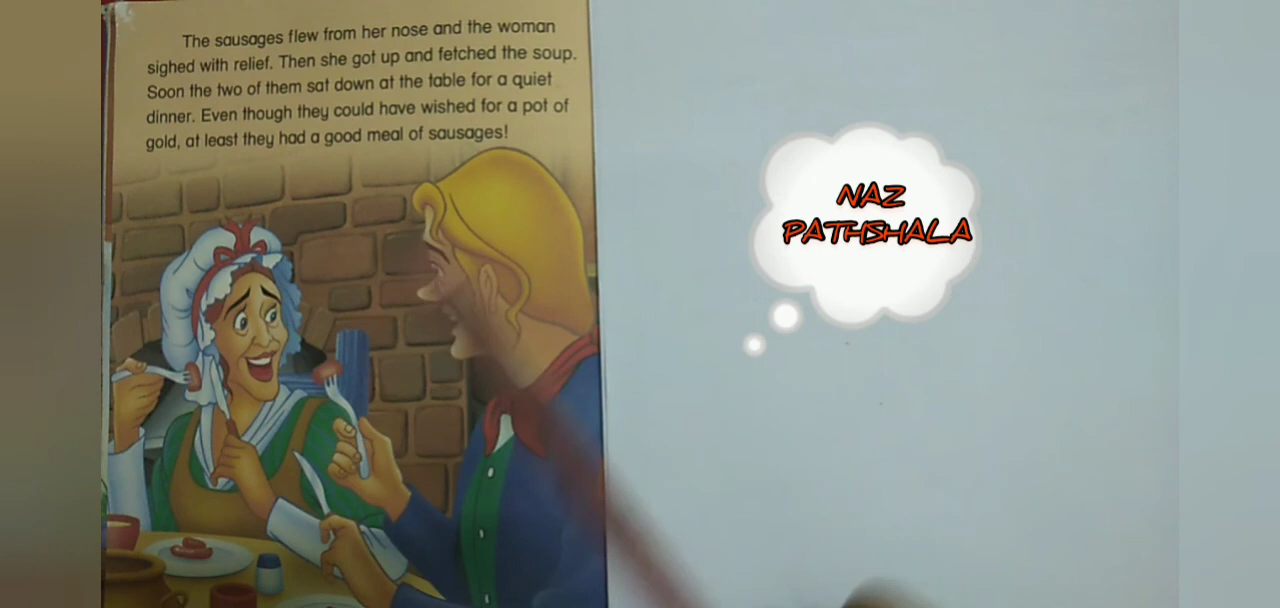 The sausages flew from her nose and the woman
sighed with relief. Then she got up and fetched the soup.
Soon the two of them sat down at the table for a quiet
dinner. Even though they could have wished for a pot of
gold, at least they had a good meal of sausages!
NAZ
PATHSHALA